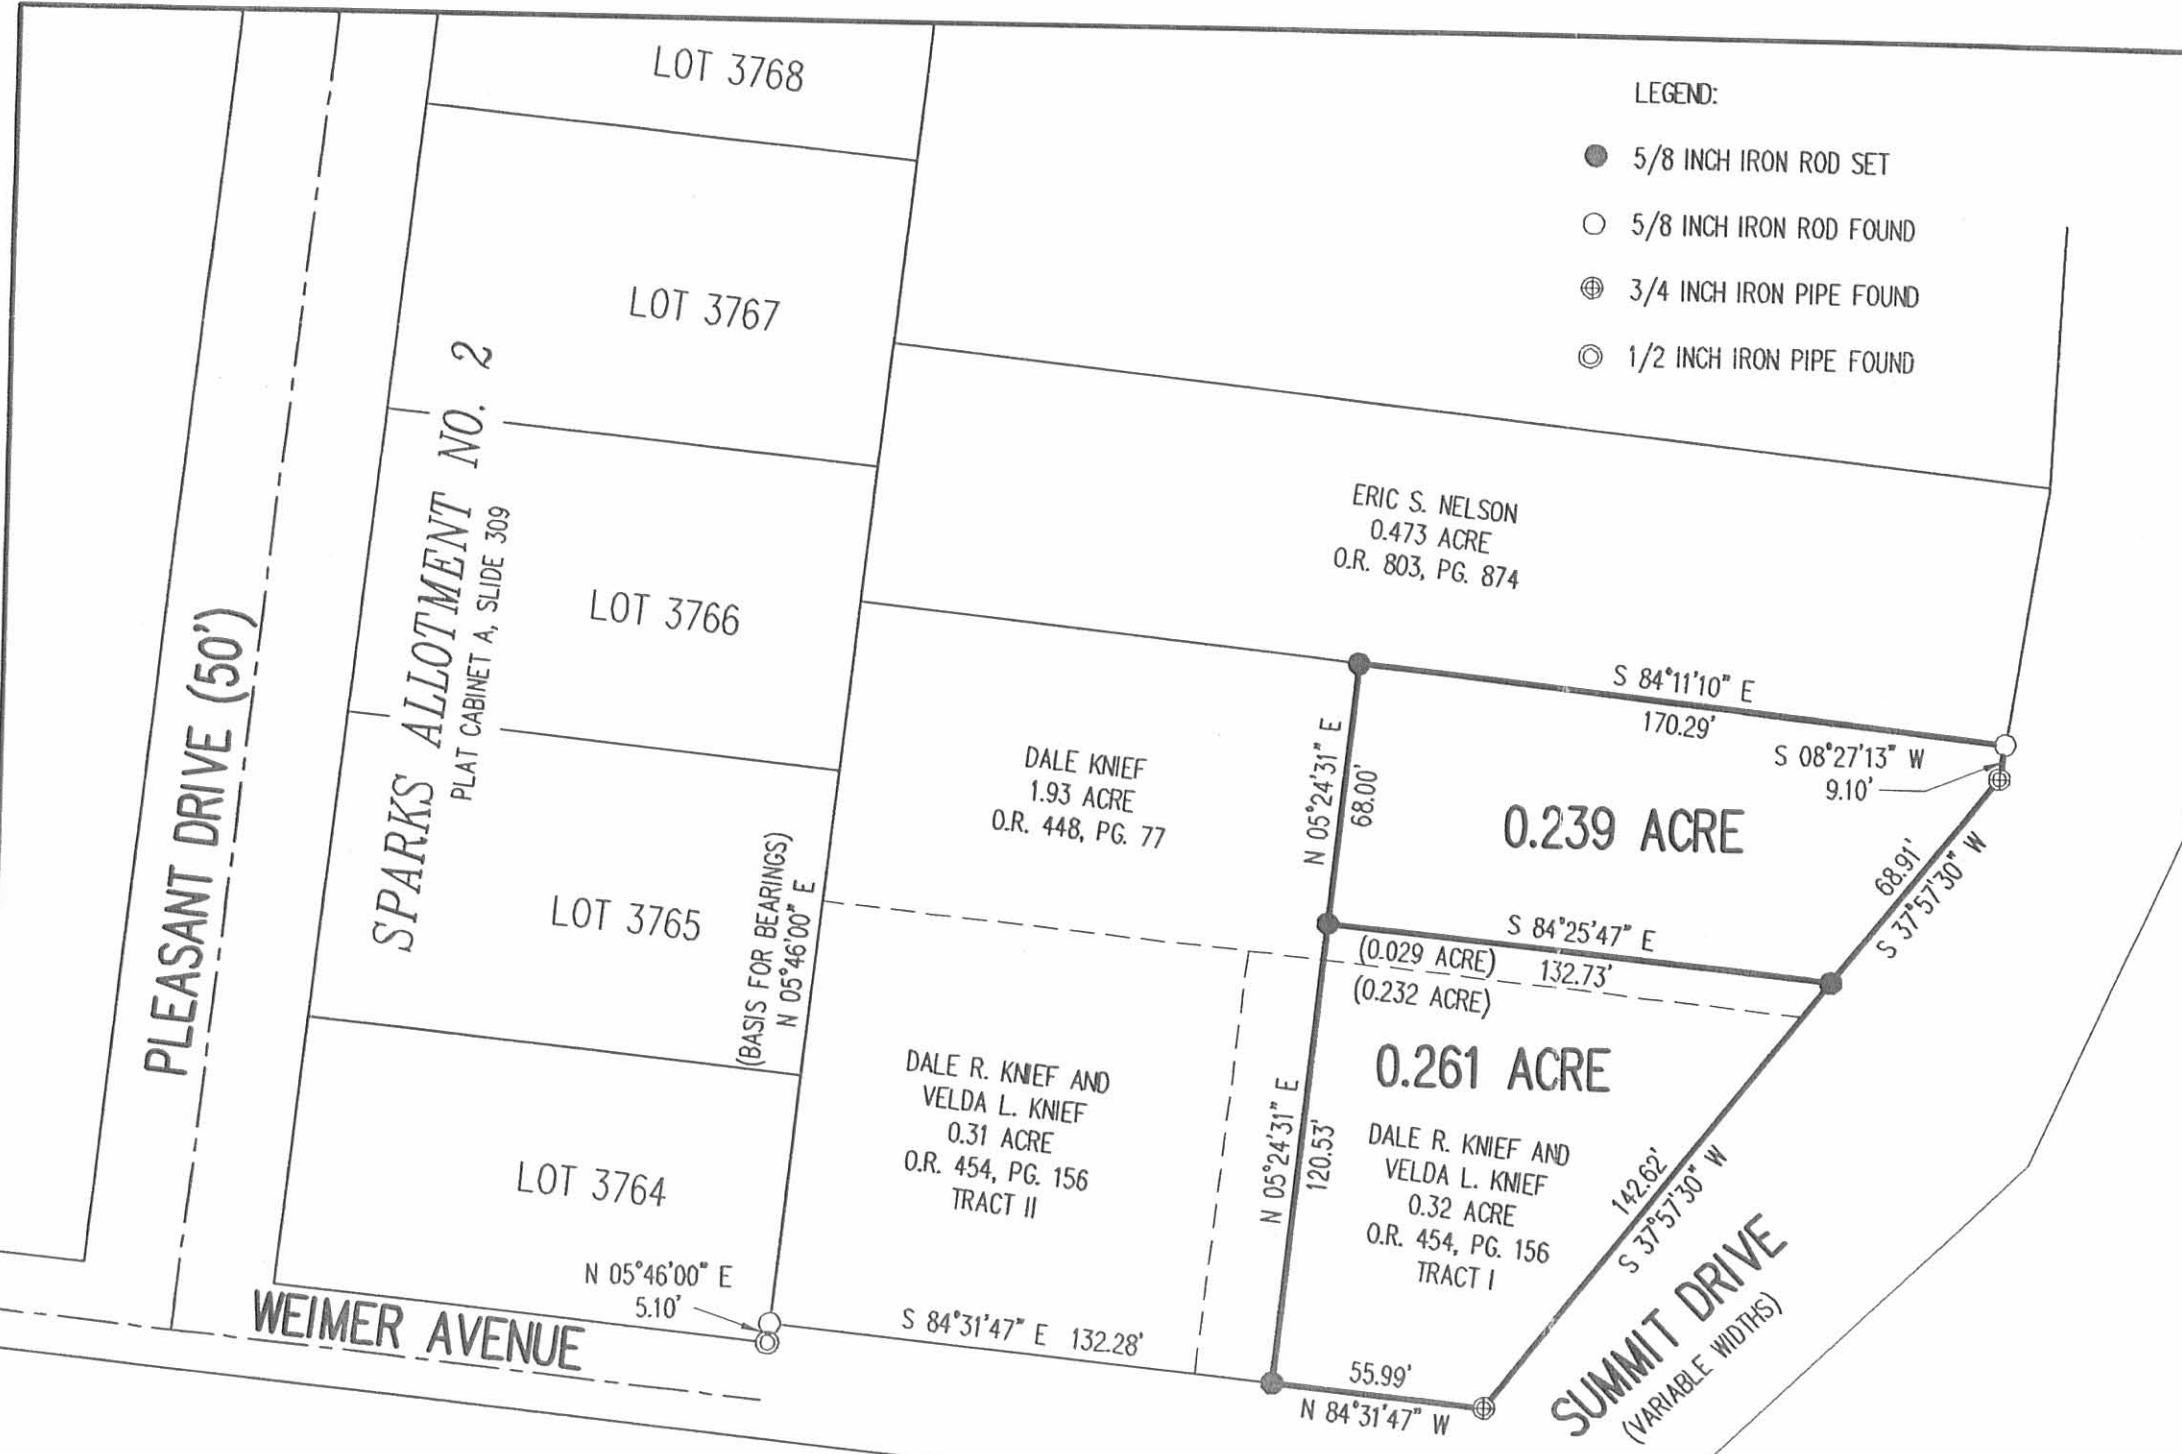 LOT 3768
LEGEND:
5/8 INCH IRON ROD SET
5/8 INCH IRON ROD FOUND
3/4 INCH IRON PIPE FOUND
1/2 INCH IRON PIPE FOUND
LOT 3767
SPARKS ALLOTMENT NO. 2
PLAT CABINET A, SLIDE 309
PLEASANT DRIVE (50')
LOT 3766
ERIC S. NELSON
0.473 ACRE
O.R. 803, PG. 874
S 84°11'10" E
170.29'
S 08°27'13" W
9.10'
N 05°24'31" E
68.00'
DALE KNIEF
1.93 ACRE
O.R. 448, PG. 77
0.239 ACRE
68.91'
S 37°57'30" W
LOT 3765
(BASIS FOR BEARINGS)
N 05°46'00" E
S 84°25'47" E
132.73'
(0.029 ACRE)
(0.232 ACRE)
0.261 ACRE
DALE R. KNIEF AND
VELDA L. KNIEF
0.31 ACRE
O.R. 454, PG. 156
TRACT II
N 05°24'31" E
120.53'
DALE R. KNIEF AND
VELDA L. KNIEF
0.32 ACRE
O.R. 454, PG. 156
TRACT I
142.62'
S 37°57'30" W
LOT 3764
N 05°46'00" E
5.10'
WEIMER AVENUE
S 84°31'47" E 132.28'
55.99'
N 84°31'47" W
SUMMIT DRIVE
(VARIABLE WIDTHS)